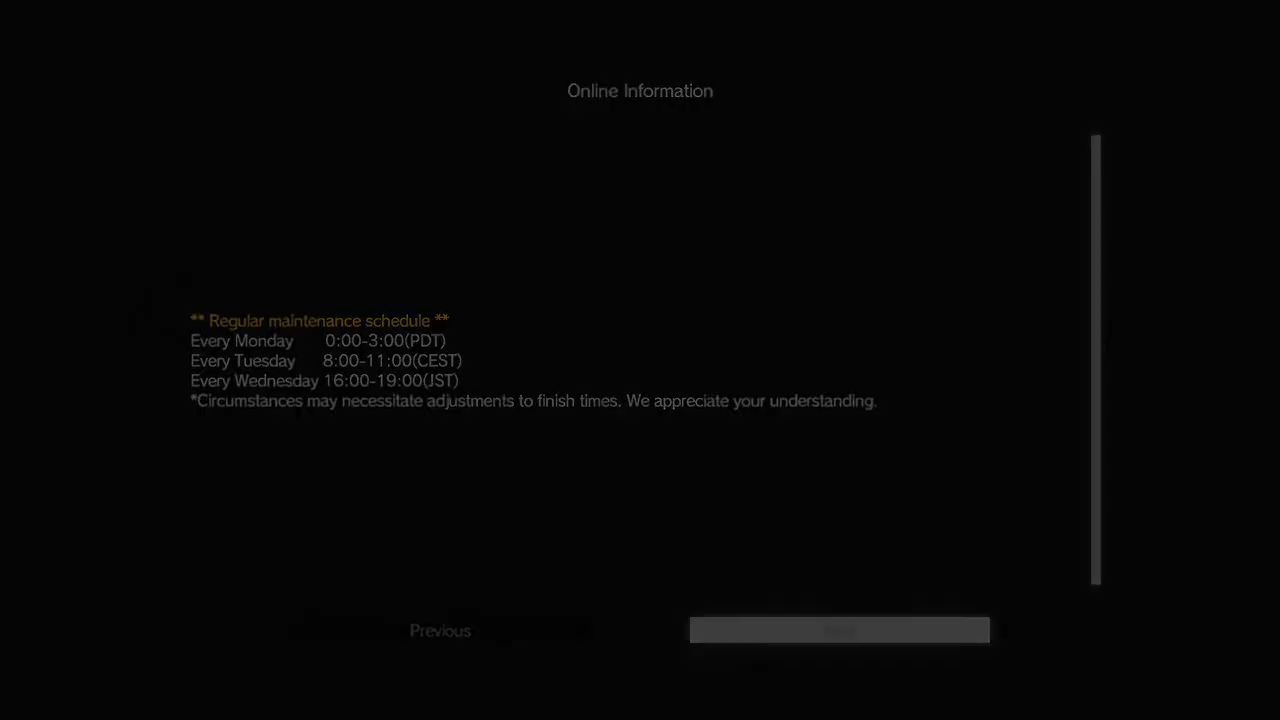 Online Information
** Regular maintenance schedule **
Every Monday 0:00-3:00(PDT)
Every Tuesday 8:00-11:00(CEST)
Every Wednesday 16:00-19:00(JST)
*Circumstances may necessitate adjustments to finish times. We appreciate your understanding.
Previous